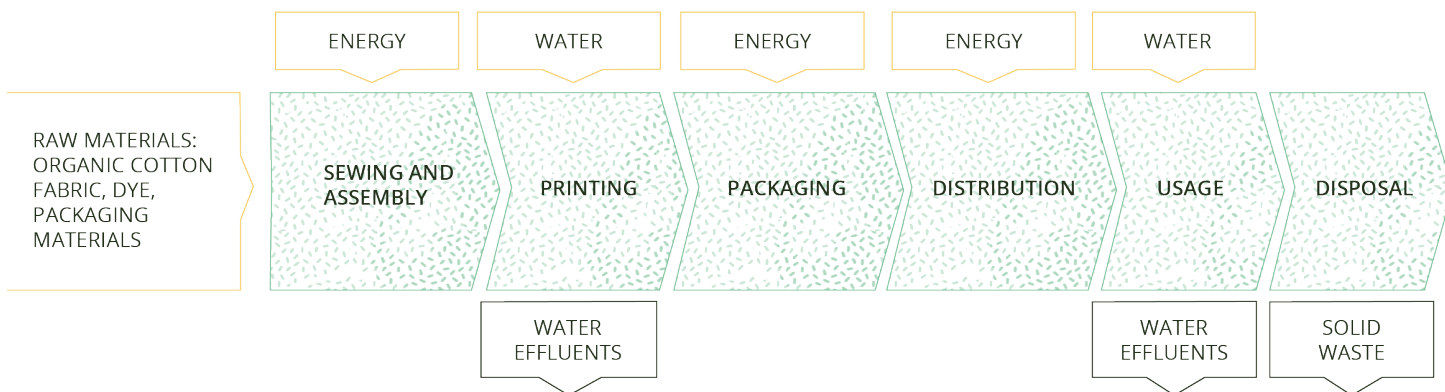 ENERGY
WATER
ENERGY
ENERGY
WATER
RAW MATERIALS:
ORGANIC COTTON
FABRIC, DYE,
PACKAGING
MATERIALS
SEWING AND
ASSEMBLY
PRINTING
PACKAGING
DISTRIBUTION
USAGE
DISPOSAL
WATER
EFFLUENTS
WATER
EFFLUENTS
SOLID
WASTE